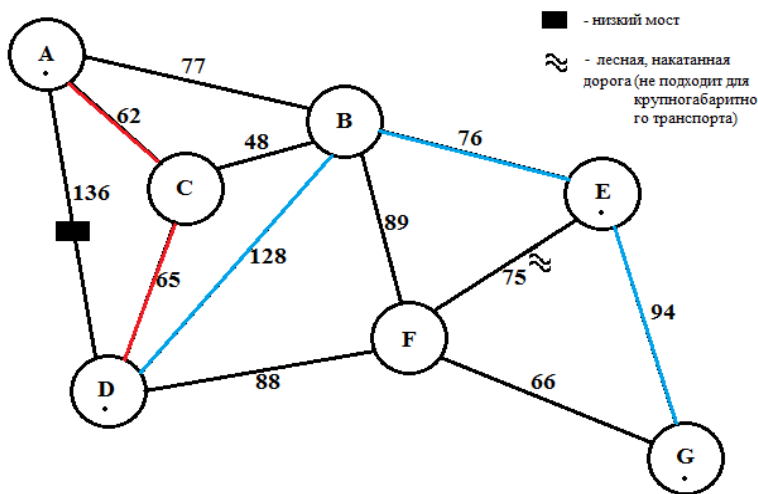 - низкий мост
- лесная, накатанная
дорога (не подходит для
крупногабаритно
го транспорта)
A
77
62
B
76
48
C
E
136
89
128
75
65
94
F
D
88
66
G